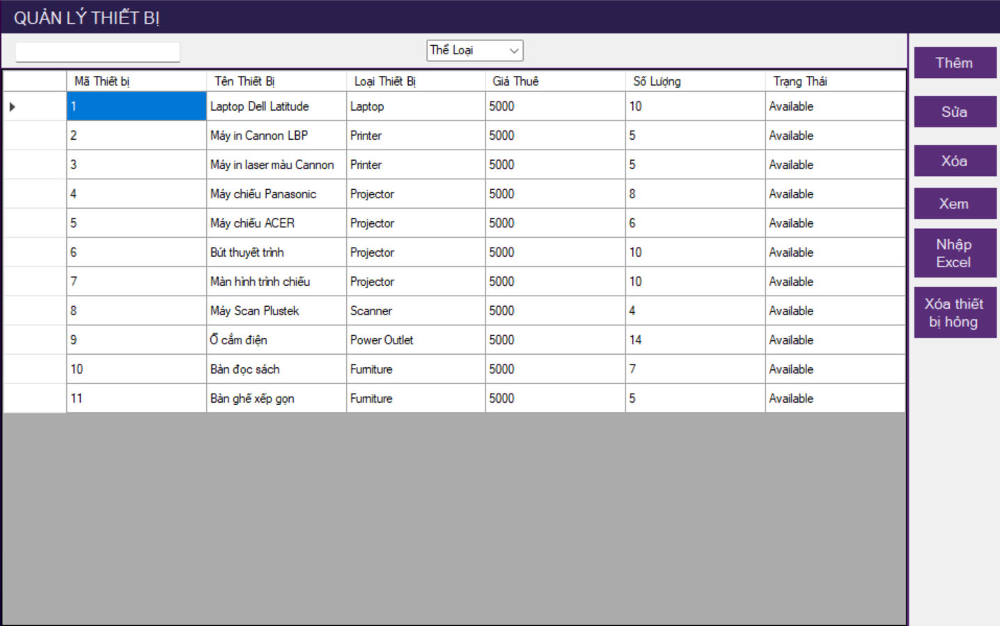 QUẢN LÝ THIẾT BỊ
Thể Loại
Mã Thiết bị Tên Thiết Bị Loại Thiết Bị Giá Thuê Số Lượng Trạng Thái
1 Laptop Dell Latitude Laptop 5000 10 Available
2 Máy in Cannon LBP Printer 5000 5 Available
3 Máy in laser màu Cannon Printer 5000 5 Available
4 Máy chiếu Panasonic Projector 5000 8 Available
5 Máy chiếu ACER Projector 5000 6 Available
6 Bút thuyết trình Projector 5000 10 Available
7 Màn hình trình chiếu Projector 5000 10 Available
8 Máy Scan Plustek Scanner 5000 4 Available
9 Ổ cắm điện Power Outlet 5000 14 Available
10 Bàn đọc sách Furniture 5000 7 Available
11 Bàn ghế xếp gọn Furniture 5000 5 Available
Thêm
Sửa
Xóa
Xem
Nhập
Excel
Xóa thiết
bị hỏng